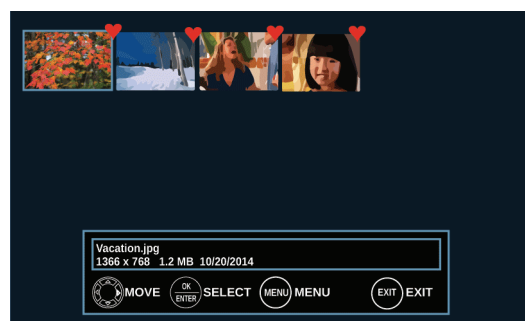 Vacation.jpg
1366 x 768 1.2 MB 10/20/2014
MOVE OK ENTER SELECT MENU MENU EXIT EXIT